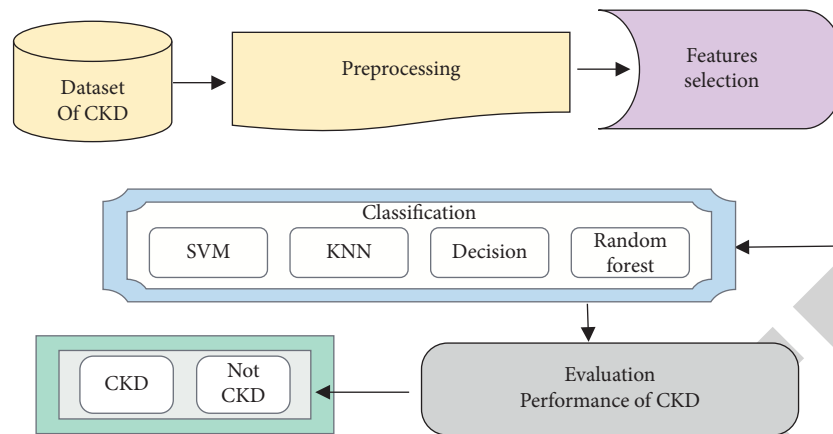 Dataset
Of CKD
Preprocessing
Features
selection
Classification
SVM
KNN
Decision
Random
forest
Evaluation
Performance of CKD
CKD
Not
CKD